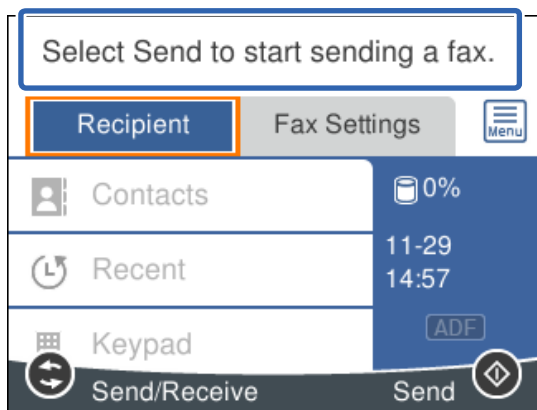 Select Send to start sending a fax.
Recipient
Fax Settings
Menu
Contacts
0%
Recent
11-29
14:57
Keypad
ADF
Send/Receive
Send